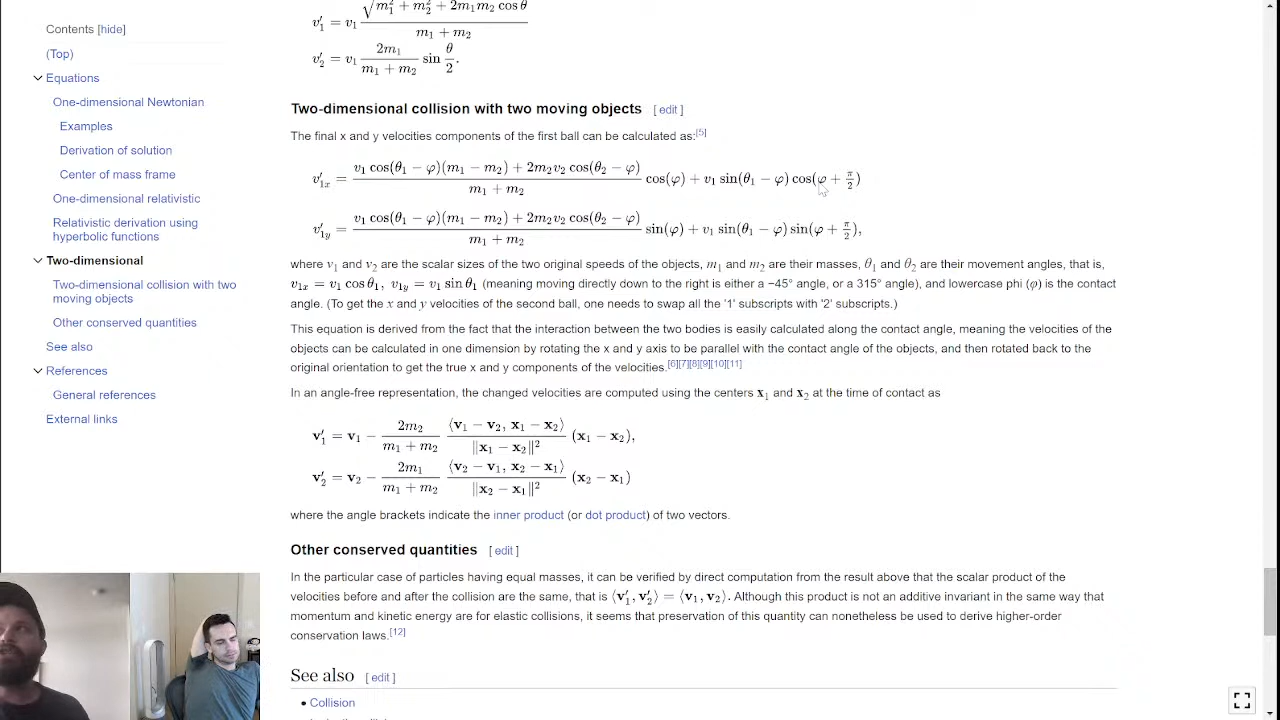 Contents [hide]
(Top)
Equations
One-dimensional Newtonian
Examples
Derivation of solution
Center of mass frame
One-dimensional relativistic
Relativistic derivation using
hyperbolic functions
Two-dimensional
Two-dimensional collision with two
moving objects
Other conserved quantities
See also
References
General references
External links
v′₁ = v₁ √(m₁² + m₂² + 2m₁m₂ cos θ) / (m₁ + m₂)
v′₂ = v₁ 2m₁ / (m₁ + m₂) sin θ/2.
Two-dimensional collision with two moving objects [ edit ]
The final x and y velocities components of the first ball can be calculated as:[5]
v′₁ₓ = (v₁ cos(θ₁ − φ)(m₁ − m₂) + 2m₂v₂ cos(θ₂ − φ)) / (m₁ + m₂) cos(φ) + v₁ sin(θ₁ − φ) cos(φ + π/2)
v′₁y = (v₁ cos(θ₁ − φ)(m₁ − m₂) + 2m₂v₂ cos(θ₂ − φ)) / (m₁ + m₂) sin(φ) + v₁ sin(θ₁ − φ) sin(φ + π/2),
where v₁ and v₂ are the scalar sizes of the two original speeds of the objects, m₁ and m₂ are their masses, θ₁ and θ₂ are their movement angles, that is,
v₁ₓ = v₁ cos θ₁, v₁y = v₁ sin θ₁ (meaning moving directly down to the right is either a −45° angle, or a 315° angle), and lowercase phi (φ) is the contact
angle. (To get the x and y velocities of the second ball, one needs to swap all the '1' subscripts with '2' subscripts.)
This equation is derived from the fact that the interaction between the two bodies is easily calculated along the contact angle, meaning the velocities of the
objects can be calculated in one dimension by rotating the x and y axis to be parallel with the contact angle of the objects, and then rotated back to the
original orientation to get the true x and y components of the velocities.[6][7][8][9][10][11]
In an angle-free representation, the changed velocities are computed using the centers x₁ and x₂ at the time of contact as
v′₁ = v₁ − 2m₂ / (m₁ + m₂) ⟨v₁ − v₂, x₁ − x₂⟩ / ‖x₁ − x₂‖² (x₁ − x₂),
v′₂ = v₂ − 2m₁ / (m₁ + m₂) ⟨v₂ − v₁, x₂ − x₁⟩ / ‖x₂ − x₁‖² (x₂ − x₁)
where the angle brackets indicate the inner product (or dot product) of two vectors.
Other conserved quantities [ edit ]
In the particular case of particles having equal masses, it can be verified by direct computation from the result above that the scalar product of the
velocities before and after the collision are the same, that is ⟨v′₁, v′₂⟩ = ⟨v₁, v₂⟩. Although this product is not an additive invariant in the same way that
momentum and kinetic energy are for elastic collisions, it seems that preservation of this quantity can nonetheless be used to derive higher-order
conservation laws.[12]
See also [ edit ]
• Collision